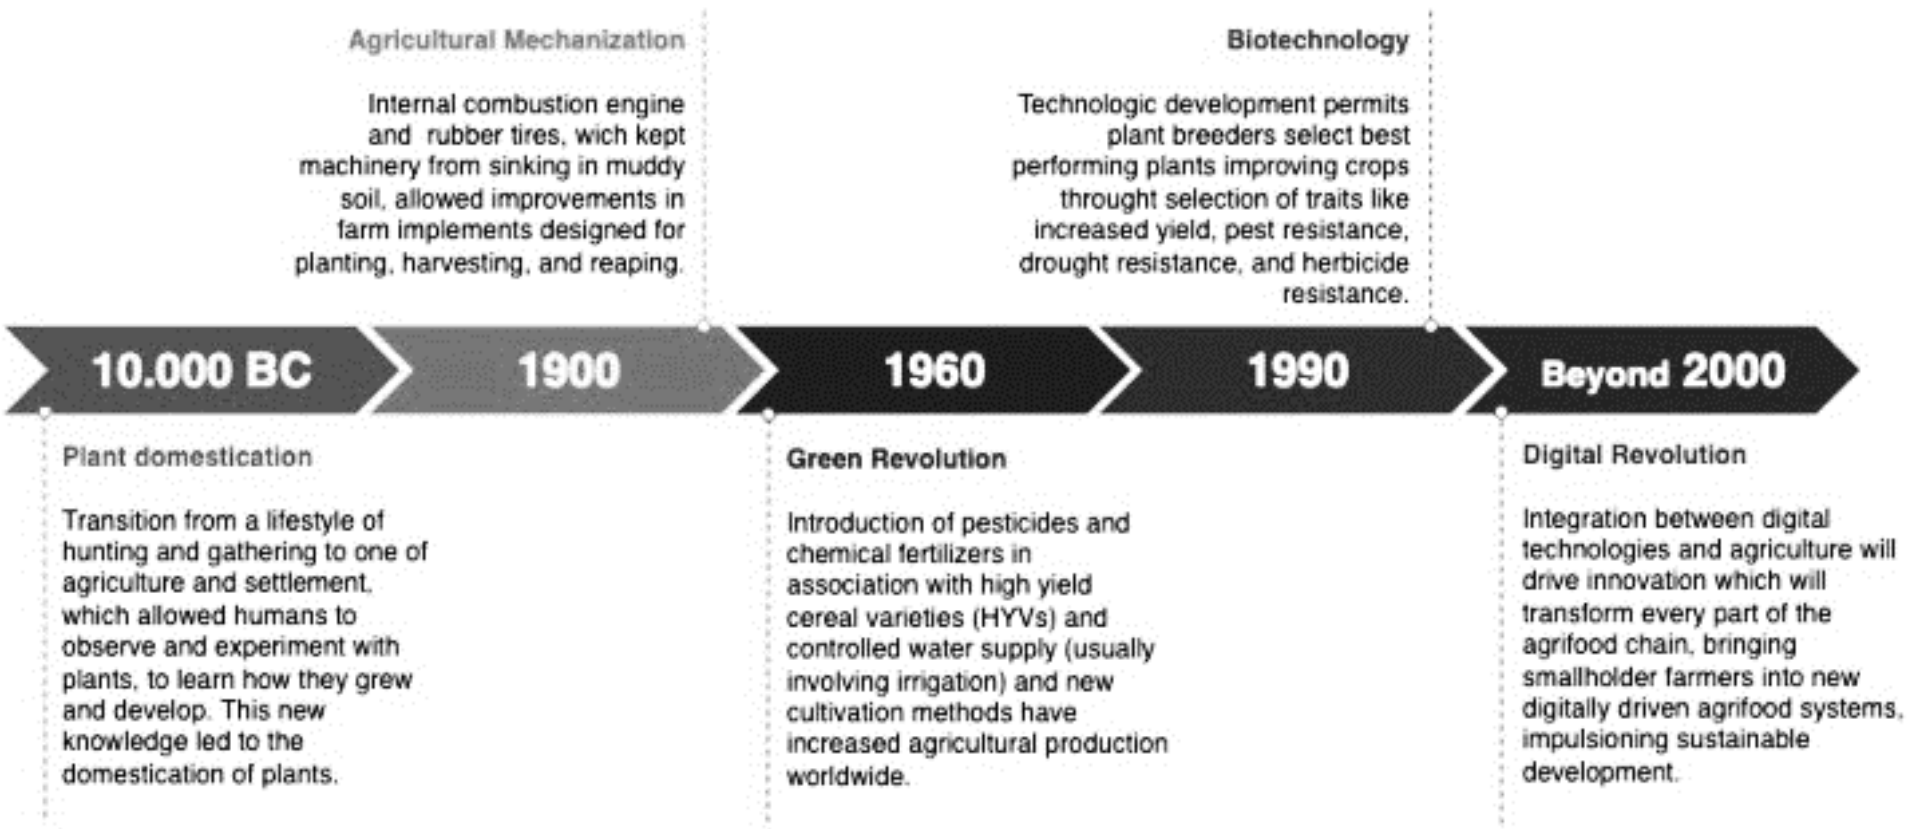 Agricultural Mechanization
Internal combustion engine
and rubber tires, wich kept
machinery from sinking in muddy
soil, allowed improvements in
farm implements designed for
planting, harvesting, and reaping.
Biotechnology
Technologic development permits
plant breeders select best
performing plants improving crops
throught selection of traits like
increased yield, pest resistance,
drought resistance, and herbicide
resistance.
10.000 BC
1900
1960
1990
Beyond 2000
Plant domestication
Transition from a lifestyle of
hunting and gathering to one of
agriculture and settlement,
which allowed humans to
observe and experiment with
plants, to learn how they grew
and develop. This new
knowledge led to the
domestication of plants.
Green Revolution
Introduction of pesticides and
chemical fertilizers in
association with high yield
cereal varieties (HYVs) and
controlled water supply (usually
involving irrigation) and new
cultivation methods have
increased agricultural production
worldwide.
Digital Revolution
Integration between digital
technologies and agriculture will
drive innovation which will
transform every part of the
agrifood chain, bringing
smallholder farmers into new
digitally driven agrifood systems,
impulsioning sustainable
development.